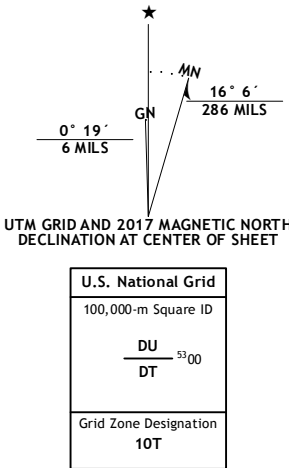 ★
MN
GN
16° 6´
286 MILS
0° 19´
6 MILS
UTM GRID AND 2017 MAGNETIC NORTH
DECLINATION AT CENTER OF SHEET
U.S. National Grid
100,000-m Square ID
DU
5300
DT
Grid Zone Designation
10T